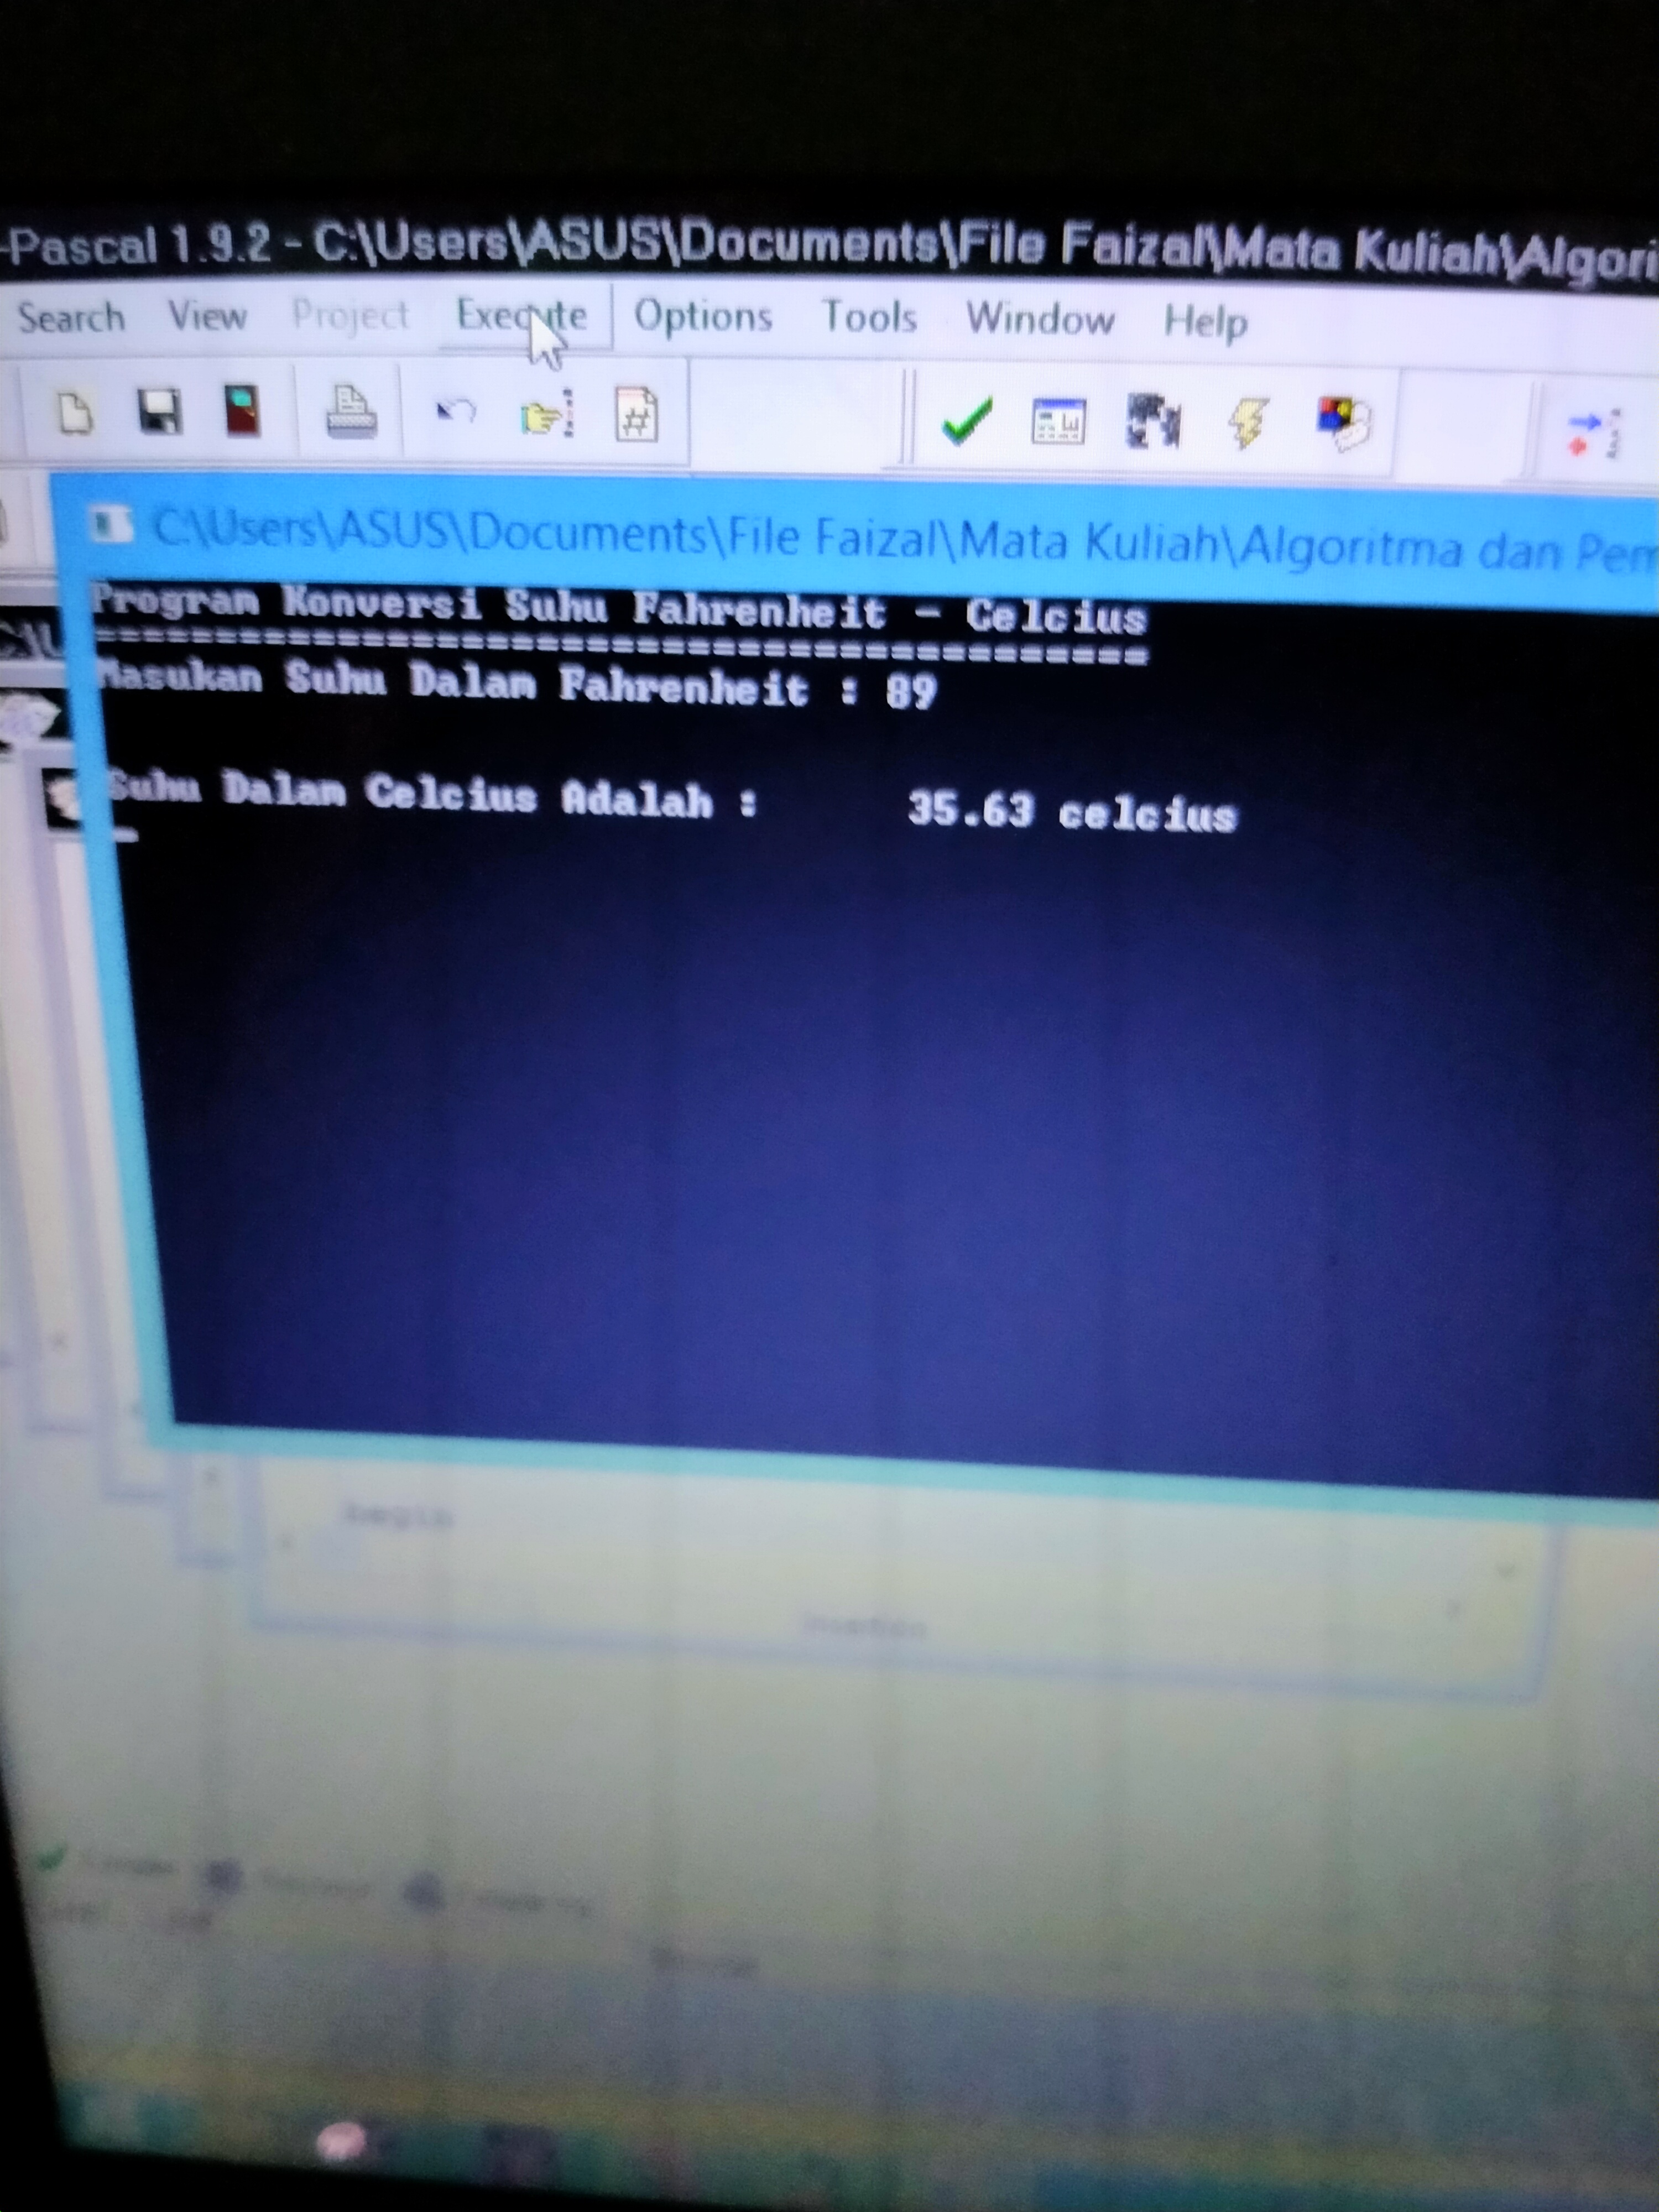 -Pascal 1.9.2 - C:\Users\ASUS\Documents\File Faizal\Mata Kuliah\Algori
Search View Project Execute Options Tools Window Help
C:\Users\ASUS\Documents\File Faizal\Mata Kuliah\Algoritma dan Pem
Program Konversi Suhu Fahrenheit - Celcius
==========================================
Masukan Suhu Dalam Fahrenheit : 89
Suhu Dalam Celcius Adalah : 35.63 celcius
begin